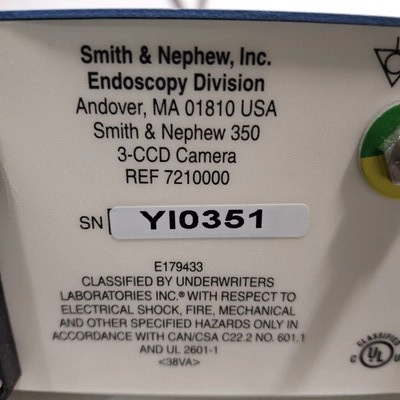 Smith & Nephew, Inc.
Endoscopy Division
Andover, MA 01810 USA
Smith & Nephew 350
3-CCD Camera
REF 7210000
SN YI0351
E179433
CLASSIFIED BY UNDERWRITERS
LABORATORIES INC.® WITH RESPECT TO
ELECTRICAL SHOCK, FIRE, MECHANICAL
AND OTHER SPECIFIED HAZARDS ONLY IN
ACCORDANCE WITH CAN/CSA C22.2 NO. 601.1
AND UL 2601-1
<38VA>
CLASSIFIED
C UL US